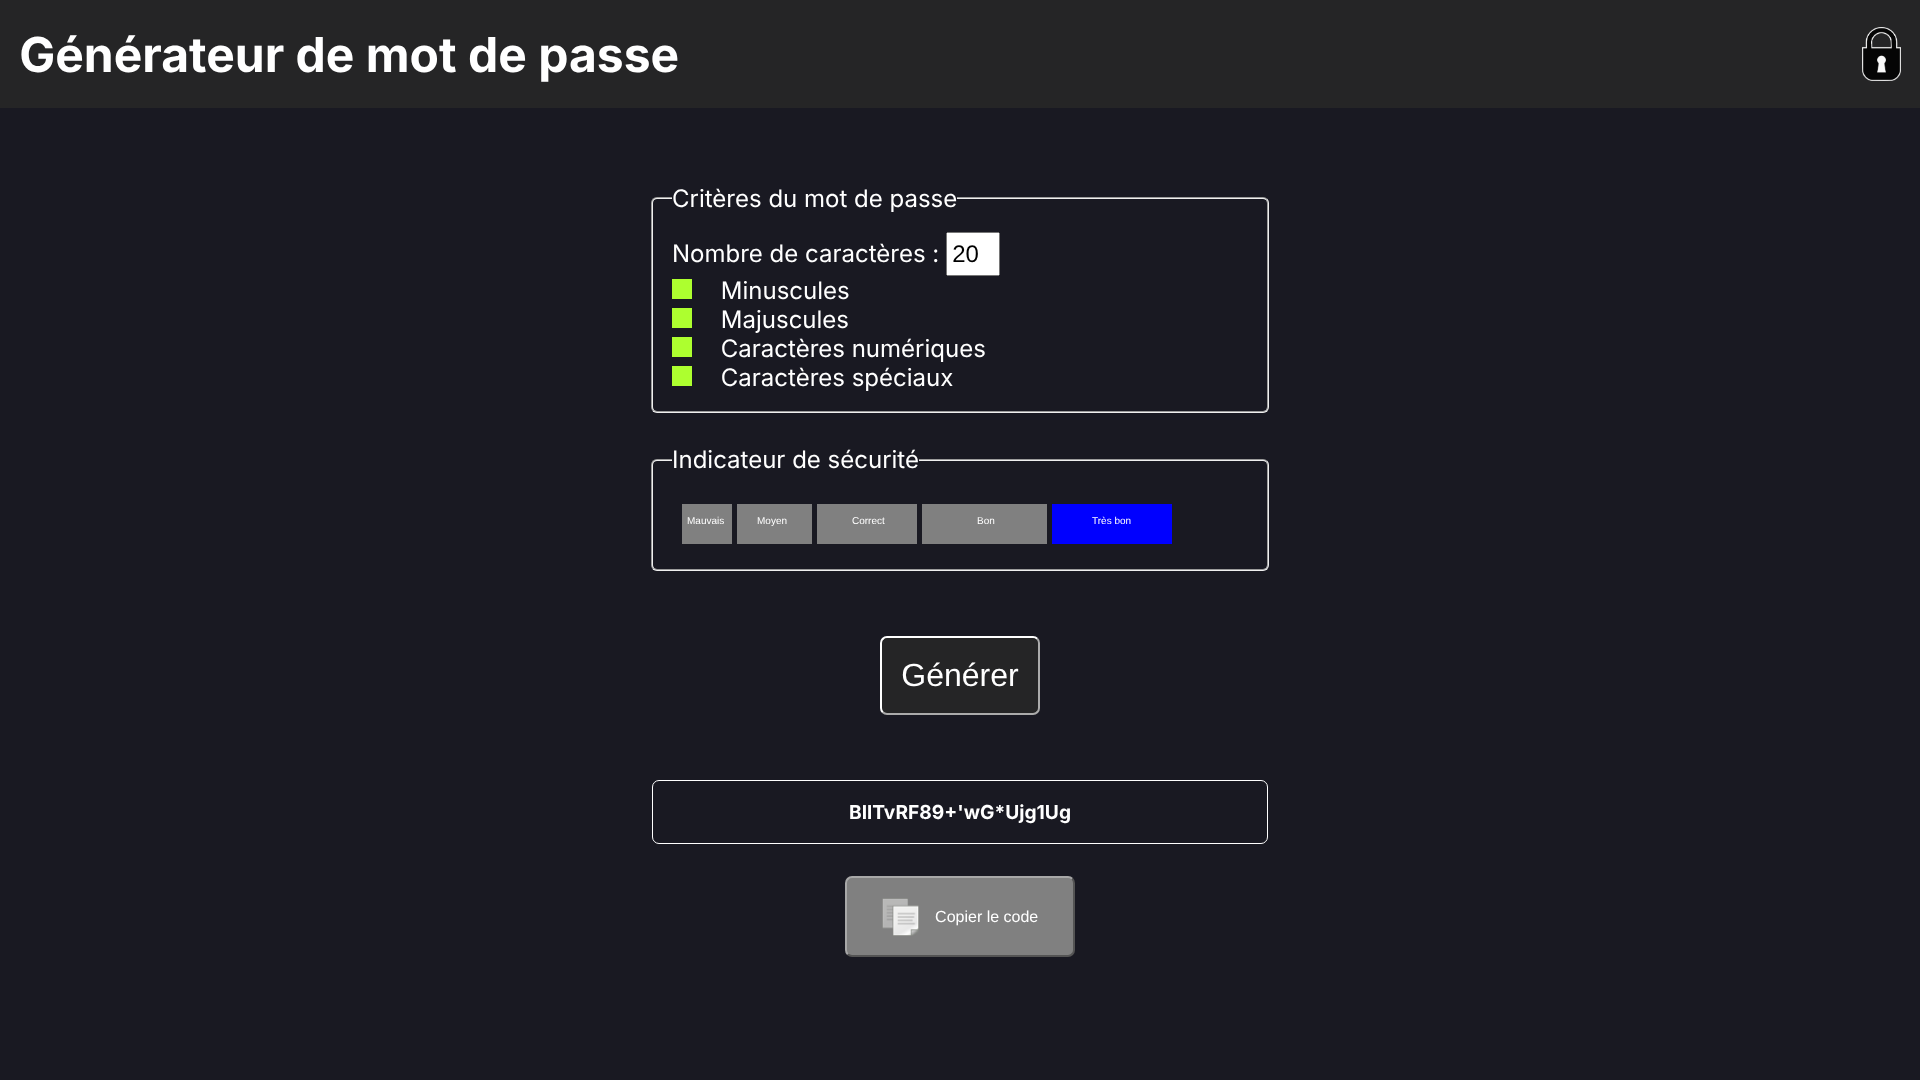 Générateur de mot de passe
Critères du mot de passe
Nombre de caractères : 20
Minuscules
Majuscules
Caractères numériques
Caractères spéciaux
Indicateur de sécurité
Mauvais Moyen Correct Bon Très bon
Générer
BIITvRF89+'wG*Ujg1Ug
Copier le code